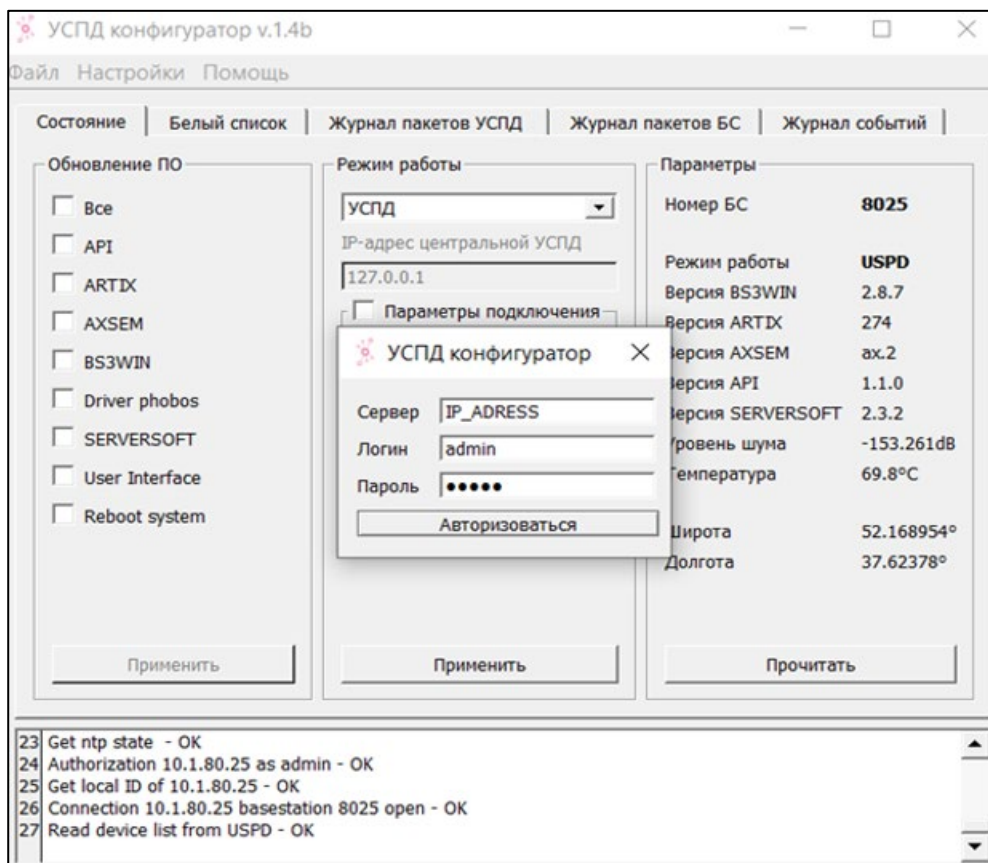 УСПД конфигуратор v.1.4b
Файл Настройки Помощь
Состояние Белый список Журнал пакетов УСПД Журнал пакетов БС Журнал событий
Обновление ПО
Все
API
ARTIX
AXSEM
BS3WIN
Driver phobos
SERVERSOFT
User Interface
Reboot system
Применить
Режим работы
УСПД
IP-адрес центральной УСПД
127.0.0.1
Параметры подключения
УСПД конфигуратор
Сервер IP_ADRESS
Логин admin
Пароль •••••
Авторизоваться
Применить
Параметры
Номер БС 8025
Режим работы USPD
Версия BS3WIN 2.8.7
Версия ARTIX 274
ерсия AXSEM ax.2
ерсия API 1.1.0
ерсия SERVERSOFT 2.3.2
ровень шума -153.261dB
емпература 69.8°C
Широта 52.168954°
Долгота 37.62378°
Прочитать
23 Get ntp state - OK
24 Authorization 10.1.80.25 as admin - OK
25 Get local ID of 10.1.80.25 - OK
26 Connection 10.1.80.25 basestation 8025 open - OK
27 Read device list from USPD - OK